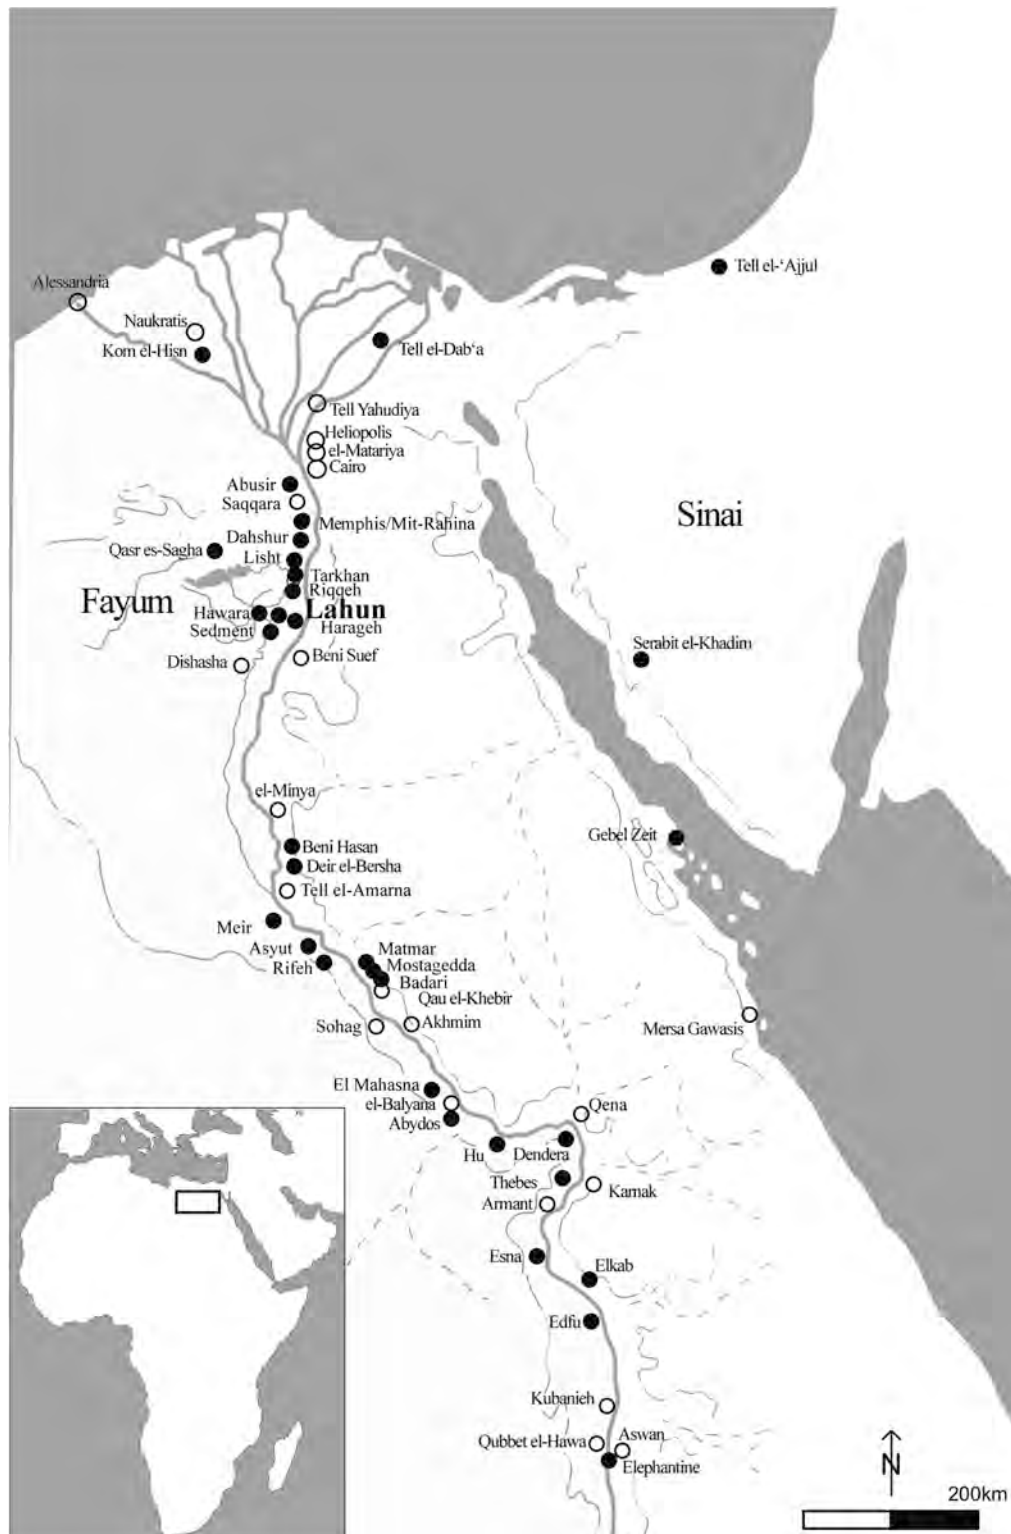 Tell el-‘Ajjul
Alessandria
Naukratis
Kom el-Hisn
Tell el-Dab‘a
Tell Yahudiya
Heliopolis
el-Matariya
Cairo
Abusir
Saqqara
Sinai
Memphis/Mit-Rahina
Dahshur
Qasr es-Sagha
Lisht
Tarkhan
Riqqeh
Fayum
Hawara
Lahun
Harageh
Sedment
Beni Suef
Dishasha
Serabit el-Khadim
el-Minya
Gebel Zeit
Beni Hasan
Deir el-Bersha
Tell el-Amarna
Meir
Asyut
Rifeh
Matmar
Mostagedda
Badari
Qau el-Khebir
Sohag
Akhmim
Mersa Gawasis
El Mahasna
el-Balyana
Abydos
Qena
Hu
Dendera
Thebes
Karnak
Armant
Esna
Elkab
Edfu
Kubanieh
Qubbet el-Hawa
Aswan
Elephantine
N
200km